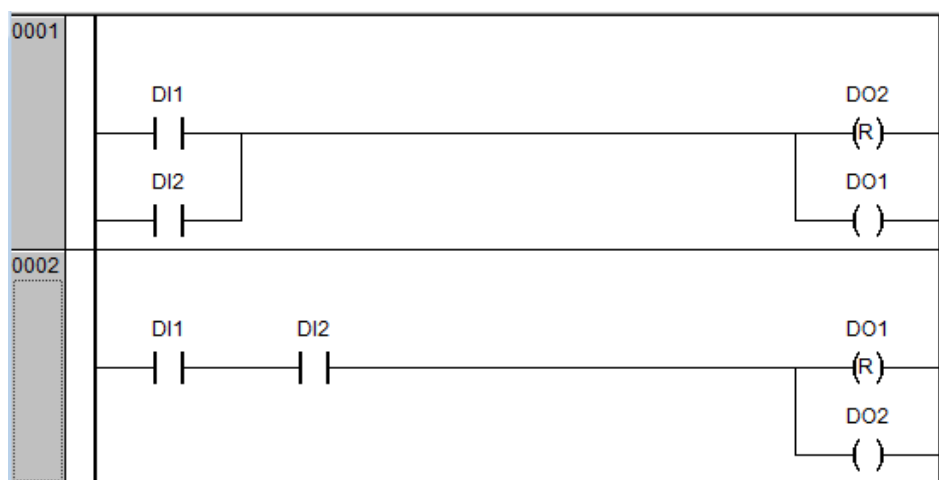 0001
DI1 DO2
(R)
DI2 DO1
( )
0002
DI1 DI2 DO1
(R)
DO2
( )